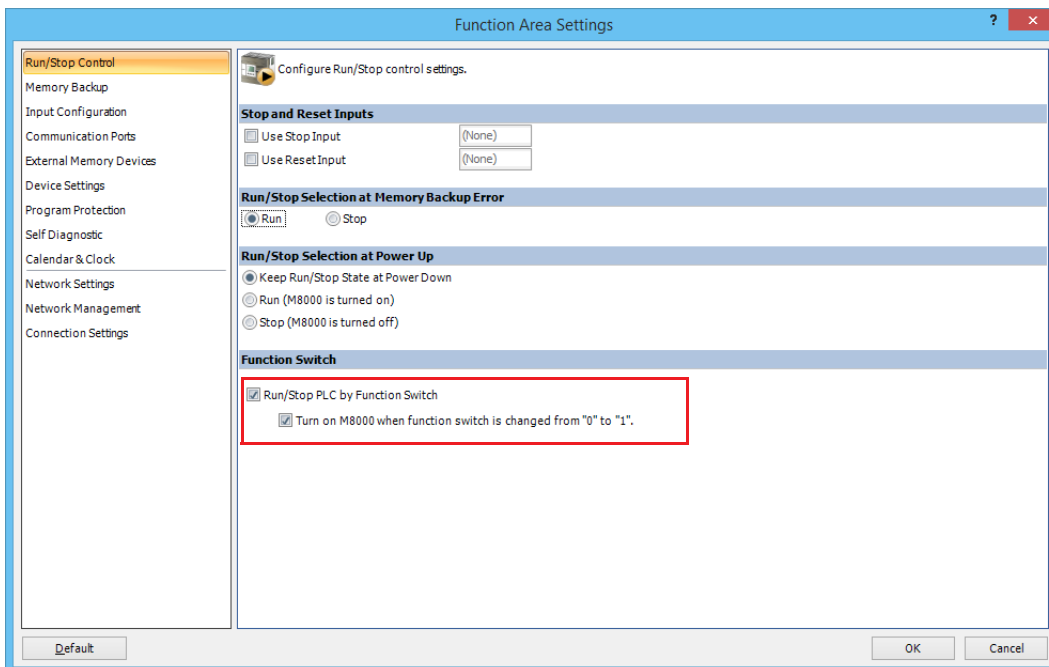 Function Area Settings
?
×
Run/Stop Control
Memory Backup
Input Configuration
Communication Ports
External Memory Devices
Device Settings
Program Protection
Self Diagnostic
Calendar & Clock
Network Settings
Network Management
Connection Settings
Configure Run/Stop control settings.
Stop and Reset Inputs
Use Stop Input (None)
Use Reset Input (None)
Run/Stop Selection at Memory Backup Error
Run Stop
Run/Stop Selection at Power Up
Keep Run/Stop State at Power Down
Run (M8000 is turned on)
Stop (M8000 is turned off)
Function Switch
Run/Stop PLC by Function Switch
Turn on M8000 when function switch is changed from "0" to "1".
Default OK Cancel